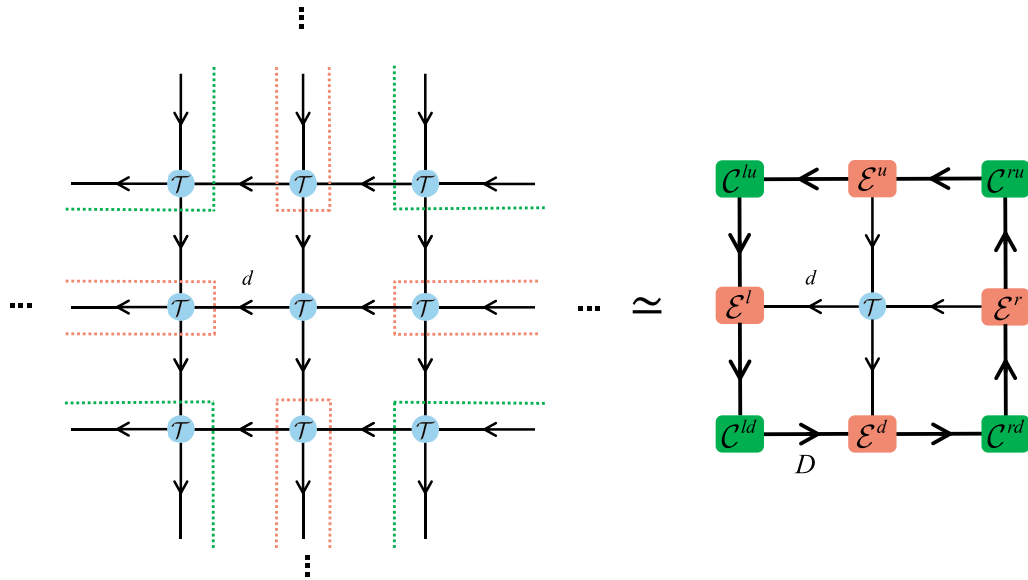 𝒯 𝒯 𝒯
d
𝒯 𝒯 𝒯
𝒯 𝒯 𝒯
≃
𝒞^{lu} ℰ^{u} 𝒞^{ru}
d
ℰ^{l} 𝒯 ℰ^{r}
𝒞^{ld} ℰ^{d} 𝒞^{rd}
D